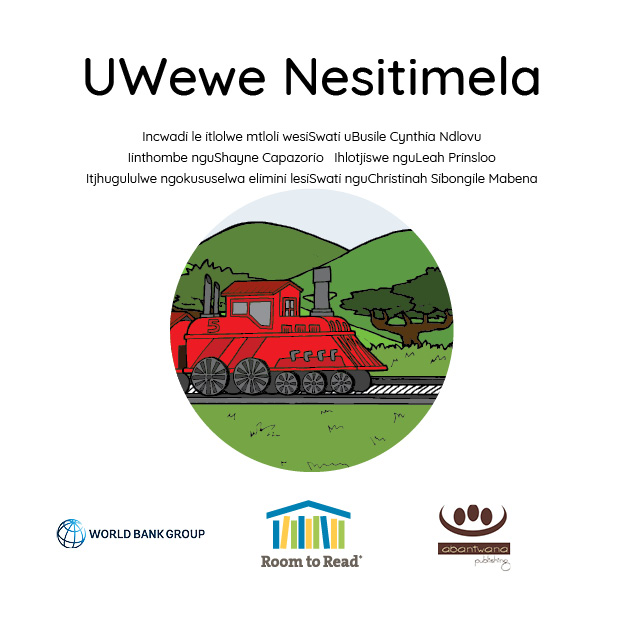 UWewe Nesitimela
Incwadi le itlolwe mtloli wesiSwati uBusile Cynthia Ndlovu
Iinthombe nguShayne Capazorio Ihlotjiswe nguLeah Prinsloo
Itjhugululwe ngokususelwa elimini lesiSwati nguChristinah Sibongile Mabena
5
WORLD BANK GROUP
Room to Read®
abantwana
publishing